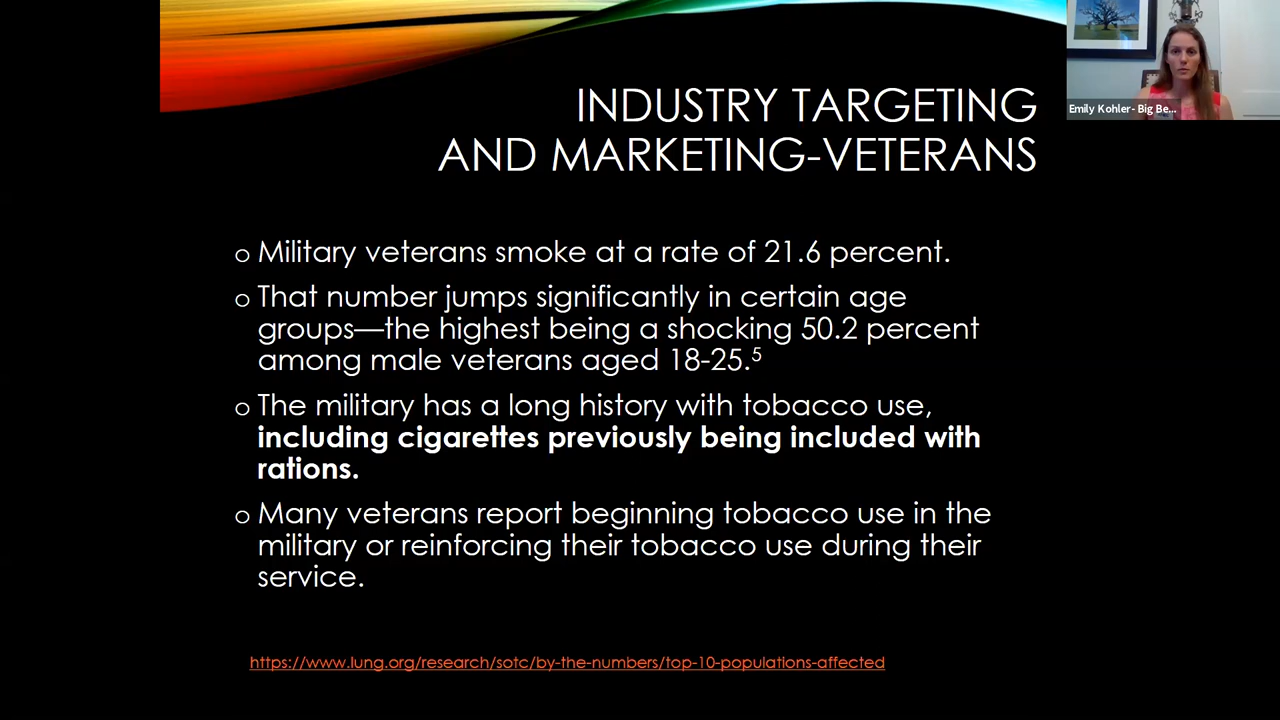 INDUSTRY TARGETING
AND MARKETING-VETERANS
Emily Kohler- Big Be...
o Military veterans smoke at a rate of 21.6 percent.
o That number jumps significantly in certain age
groups—the highest being a shocking 50.2 percent
among male veterans aged 18-25.⁵
o The military has a long history with tobacco use,
including cigarettes previously being included with
rations.
o Many veterans report beginning tobacco use in the
military or reinforcing their tobacco use during their
service.
https://www.lung.org/research/sotc/by-the-numbers/top-10-populations-affected